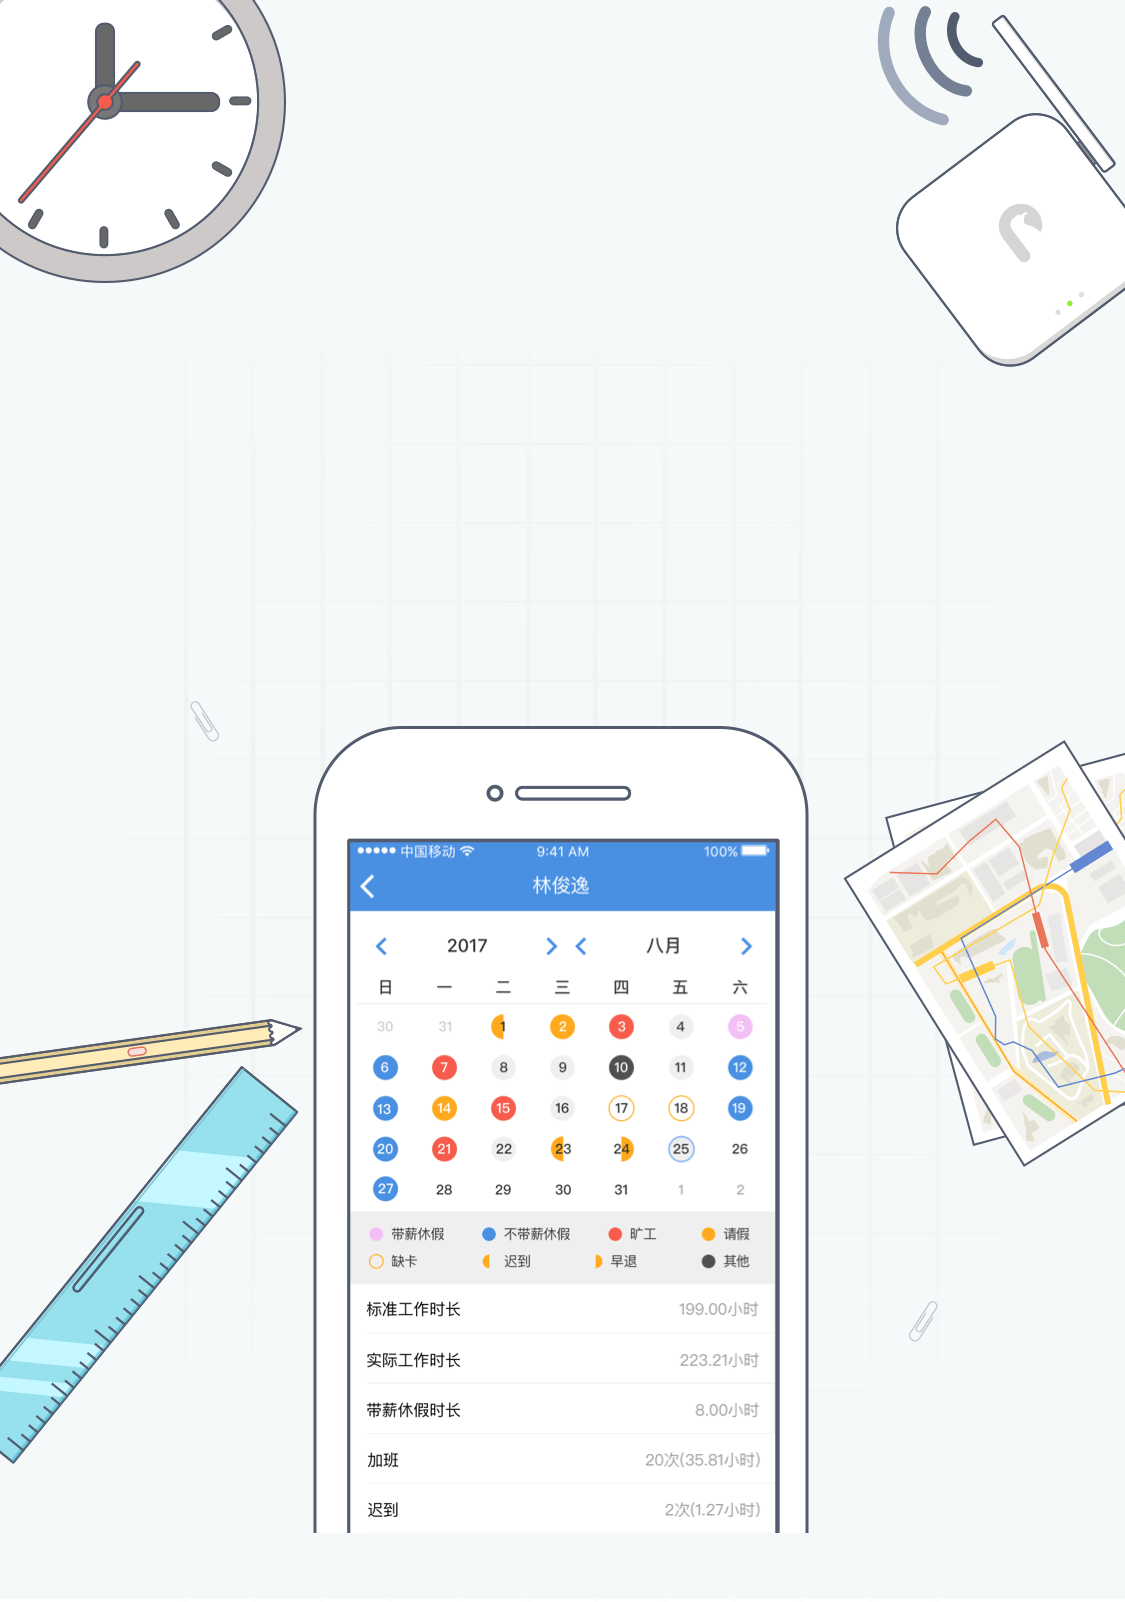 中国移动 9:41 AM 100%
林俊逸
2017 八月
日 一 二 三 四 五 六
30 31 1 2 3 4 5
6 7 8 9 10 11 12
13 14 15 16 17 18 19
20 21 22 23 24 25 26
27 28 29 30 31 1 2
带薪休假 不带薪休假 旷工 请假
缺卡 迟到 早退 其他
标准工作时长 199.00小时
实际工作时长 223.21小时
带薪休假时长 8.00小时
加班 20次(35.81小时)
迟到 2次(1.27小时)